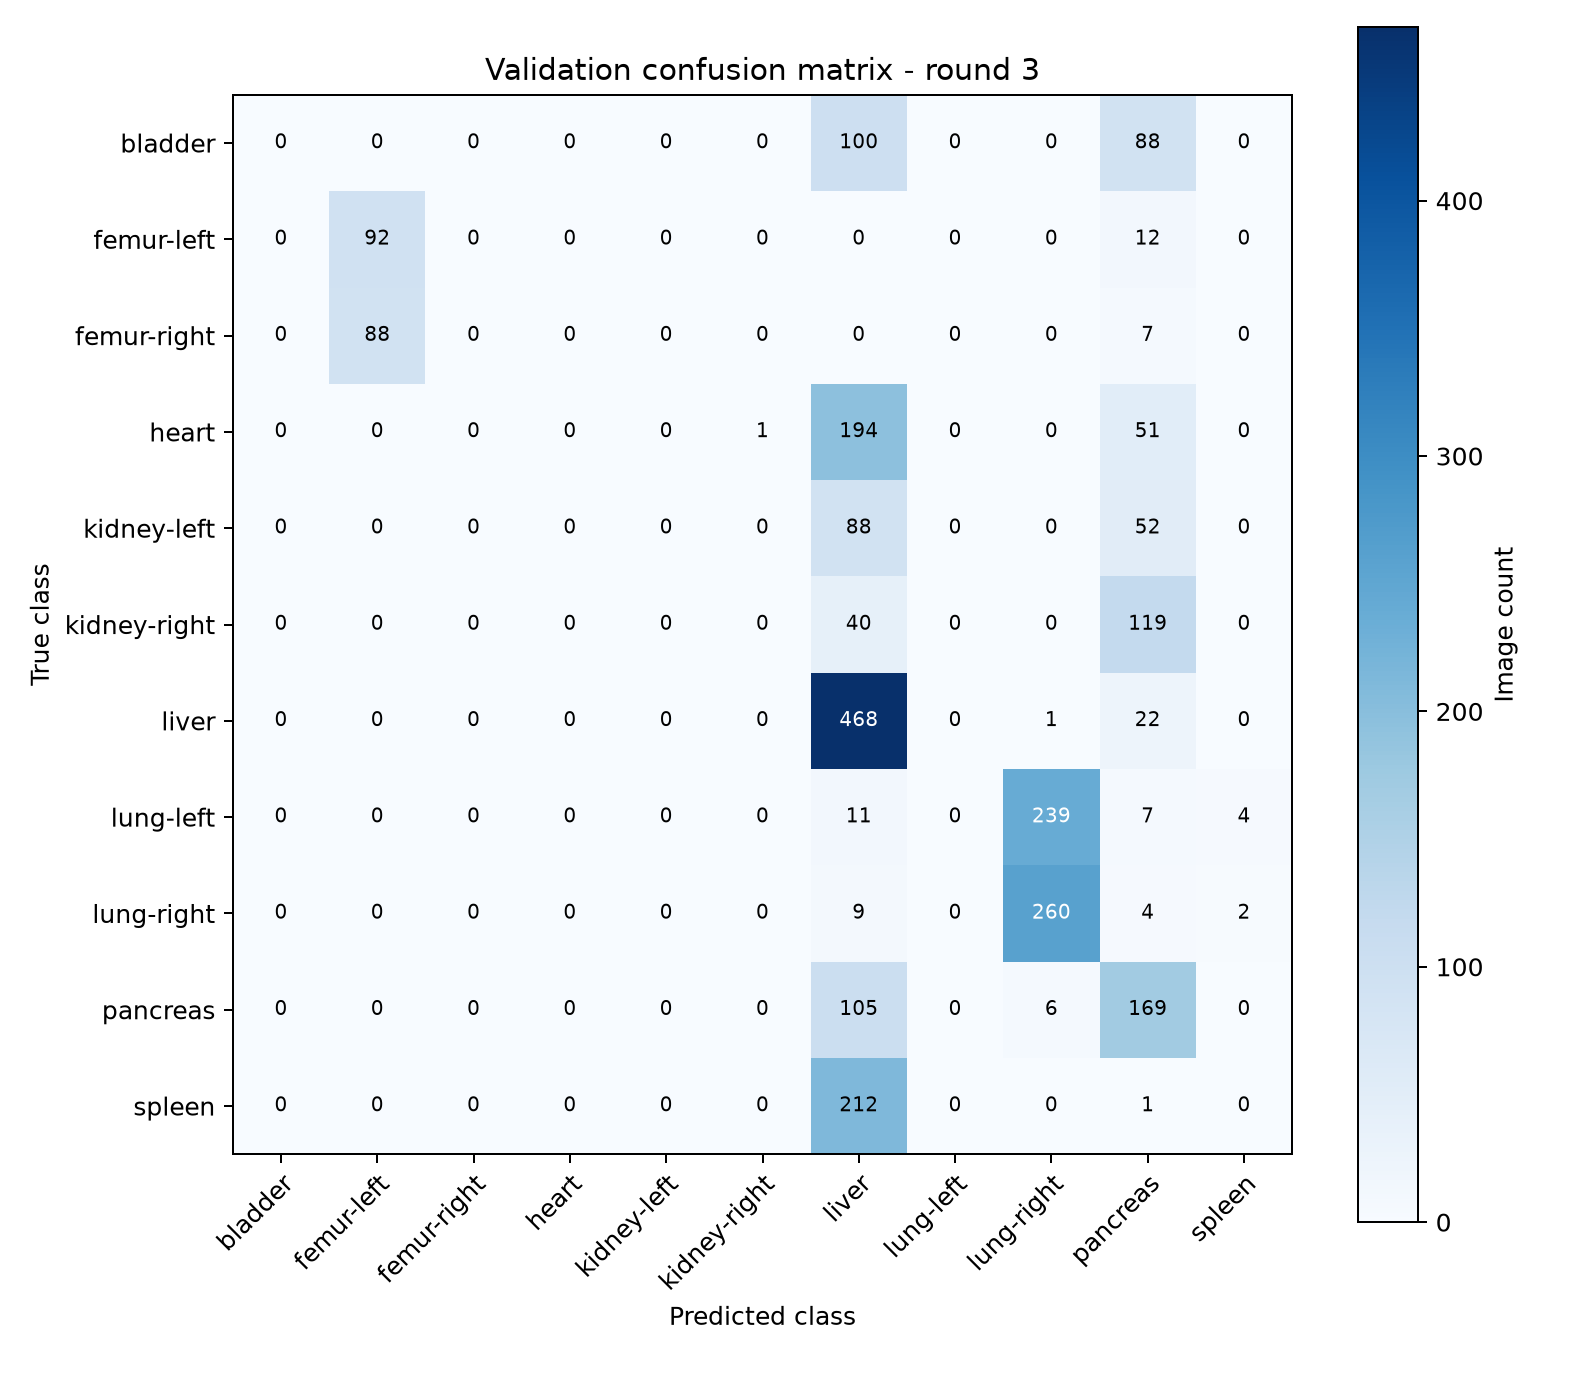 Validation confusion matrix - round 3
bladder 0 0 0 0 0 0 100 0 0 88 0
femur-left 0 92 0 0 0 0 0 0 0 12 0
femur-right 0 88 0 0 0 0 0 0 0 7 0
heart 0 0 0 0 0 1 194 0 0 51 0
kidney-left 0 0 0 0 0 0 88 0 0 52 0
kidney-right 0 0 0 0 0 0 40 0 0 119 0
liver 0 0 0 0 0 0 468 0 1 22 0
lung-left 0 0 0 0 0 0 11 0 239 7 4
lung-right 0 0 0 0 0 0 9 0 260 4 2
pancreas 0 0 0 0 0 0 105 0 6 169 0
spleen 0 0 0 0 0 0 212 0 0 1 0
True class
bladder femur-left femur-right heart kidney-left kidney-right liver lung-left lung-right pancreas spleen
Predicted class
400
300
200
100
0
Image count